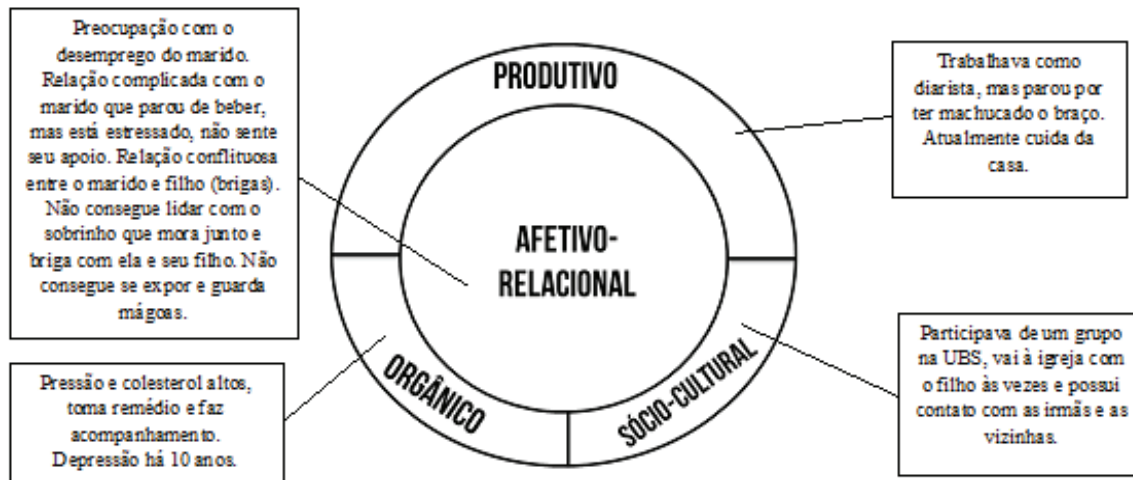 Preocupação com o
desemprego do marido.
Relação complicada com o
marido que parou de beber,
mas está estressado, não sente
seu apoio. Relação conflituosa
entre o marido e filho (brigas).
Não consegue lidar com o
sobrinho que mora junto e
briga com ela e seu filho. Não
consegue se expor e guarda
mágoas.
PRODUTIVO
Trabalhava como
diarista, mas parou por
ter machucado o braço.
Atualmente cuida da
casa.
AFETIVO-
RELACIONAL
Pressão e colesterol altos,
toma remédio e faz
acompanhamento.
Depressão há 10 anos.
ORGÂNICO
SÓCIO-CULTURAL
Participava de um grupo
na UBS, vai à igreja com
o filho às vezes e possui
contato com as irmãs e as
vizinhas.